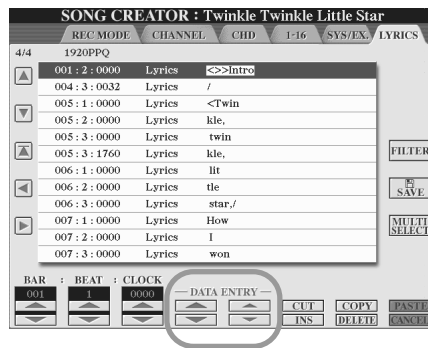 SONG CREATOR : Twinkle Twinkle Little Star
REC MODE CHANNEL CHD 1-16 SYS/EX. LYRICS
4/4 1920PPQ
001 : 2 : 0000 Lyrics <>>Intro
004 : 3 : 0032 Lyrics /
005 : 1 : 0000 Lyrics <Twin
005 : 2 : 0000 Lyrics kle,
005 : 3 : 0000 Lyrics twin
005 : 3 : 1760 Lyrics kle,
006 : 1 : 0000 Lyrics lit
006 : 2 : 0000 Lyrics tle
006 : 3 : 0000 Lyrics star,/
007 : 1 : 0000 Lyrics How
007 : 2 : 0000 Lyrics I
007 : 3 : 0000 Lyrics won
FILTER
SAVE
MULTI
SELECT
BAR : BEAT : CLOCK
001 1 0000
DATA ENTRY
CUT COPY PASTE
INS DELETE CANCEL